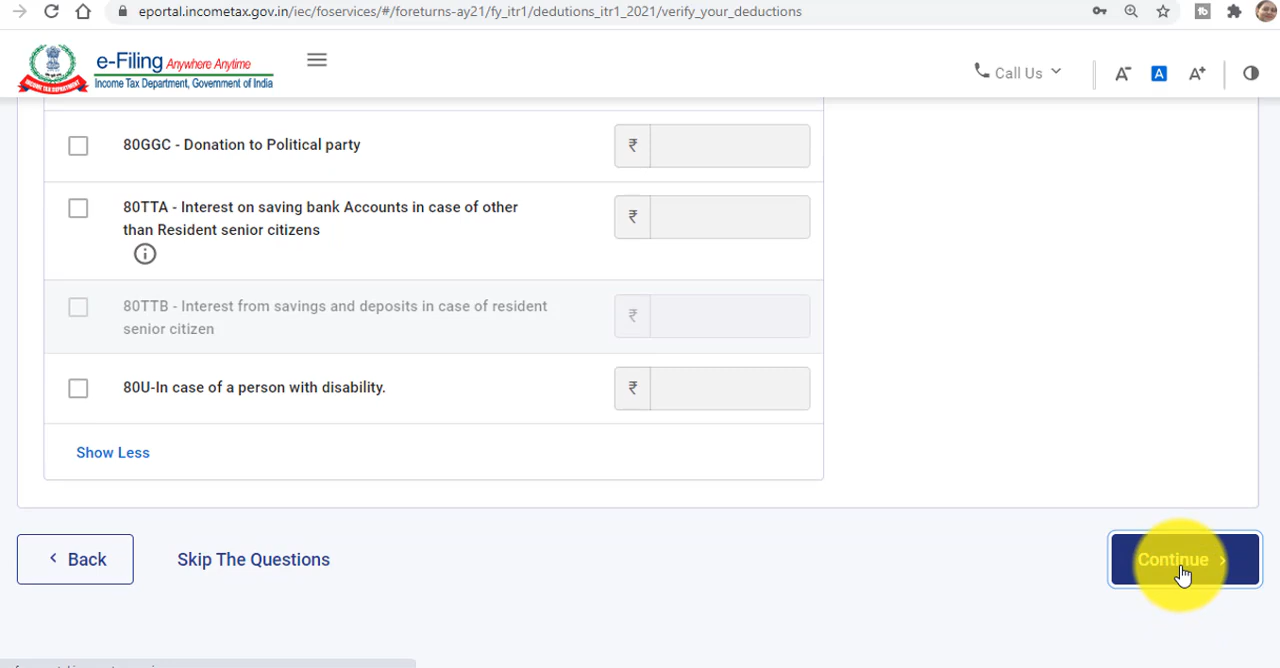 eportal.incometax.gov.in/iec/foservices/#/foreturns-ay21/fy_itr1/dedutions_itr1_2021/verify_your_deductions
e-Filing Anywhere Anytime
Income Tax Department, Government of India
Call Us
A-
A
A+
80GGC - Donation to Political party
₹
80TTA - Interest on saving bank Accounts in case of other
than Resident senior citizens
₹
80TTB - Interest from savings and deposits in case of resident
senior citizen
₹
80U-In case of a person with disability.
₹
Show Less
Back
Skip The Questions
Continue